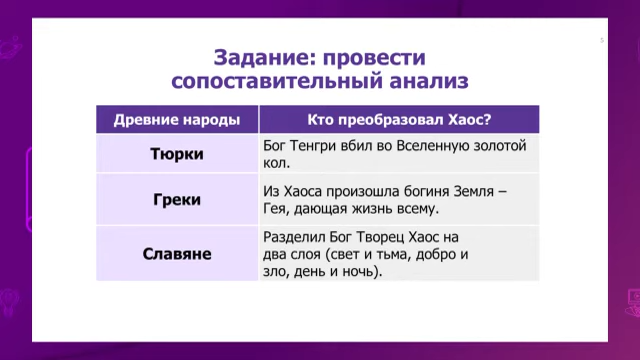 5
Задание: провести
сопоставительный анализ
Древние народы
Кто преобразовал Хаос?
Тюрки
Бог Тенгри вбил во Вселенную золотой
кол.
Греки
Из Хаоса произошла богиня Земля –
Гея, дающая жизнь всему.
Славяне
Разделил Бог Творец Хаос на
два слоя (свет и тьма, добро и
зло, день и ночь).